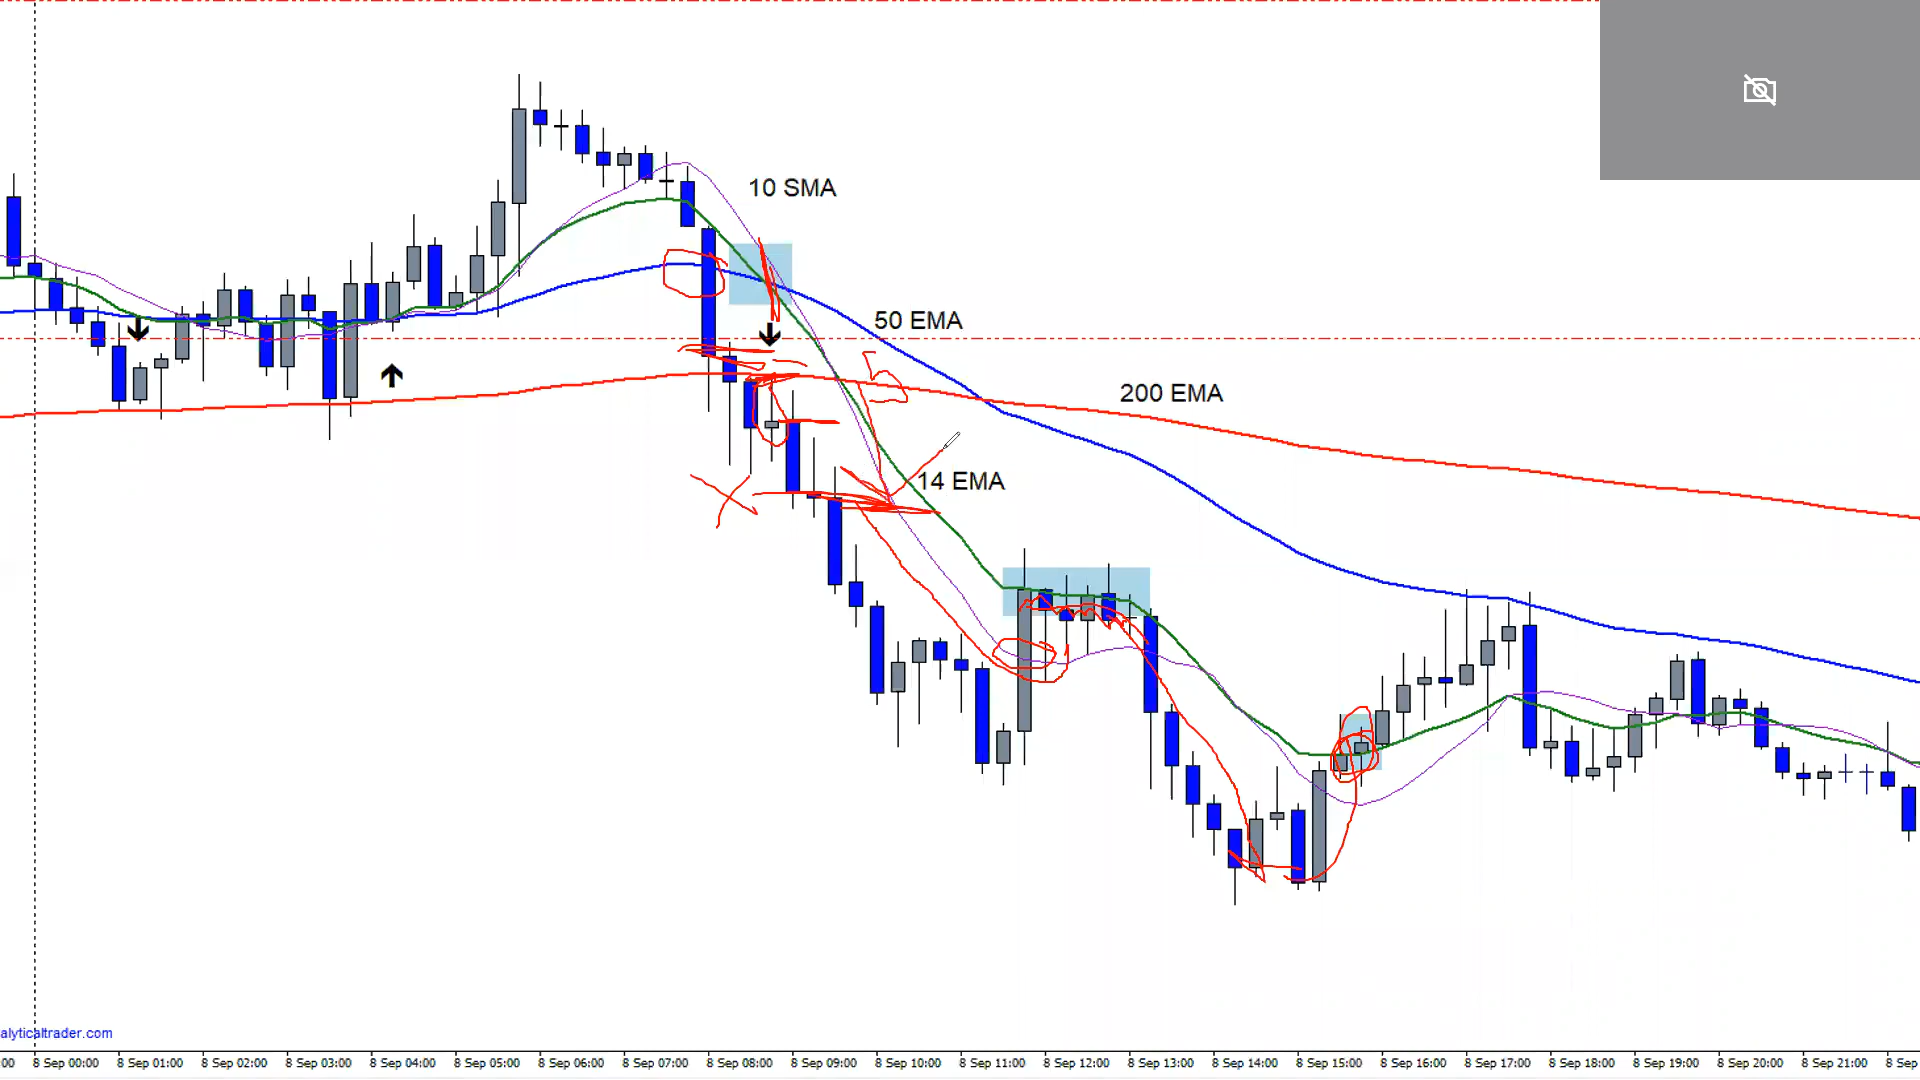 10 SMA
50 EMA
200 EMA
14 EMA
alyticaltrader.com
:00 8 Sep 00:00 8 Sep 01:00 8 Sep 02:00 8 Sep 03:00 8 Sep 04:00 8 Sep 05:00 8 Sep 06:00 8 Sep 07:00 8 Sep 08:00 8 Sep 09:00 8 Sep 10:00 8 Sep 11:00 8 Sep 12:00 8 Sep 13:00 8 Sep 14:00 8 Sep 15:00 8 Sep 16:00 8 Sep 17:00 8 Sep 18:00 8 Sep 19:00 8 Sep 20:00 8 Sep 21:00 8 Sep